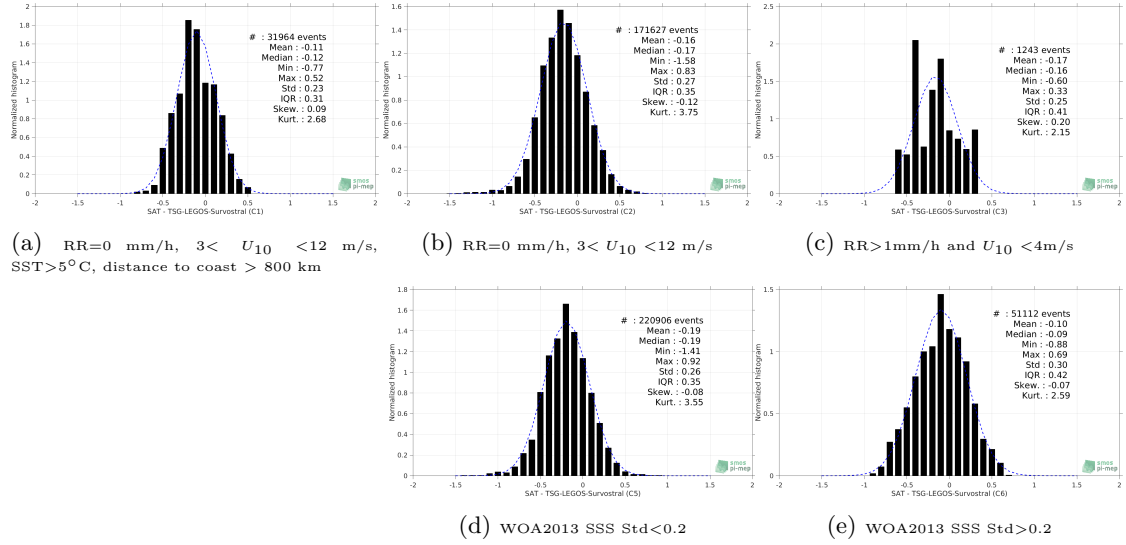 # : 31964 events
Mean : -0.11
Median : -0.12
Min : -0.77
Max : 0.52
Std : 0.23
IQR : 0.31
Skew. : 0.09
Kurt. : 2.68
Normalized histogram
2
1.8
1.6
1.4
1.2
1
0.8
0.6
0.4
0.2
0
-2 -1.5 -1 -0.5 0 0.5 1 1.5 2
SAT - TSG-LEGOS-Survostral (C1)
smos
pi-mep
(a) RR=0 mm/h, 3< U10 <12 m/s,
SST>5°C, distance to coast > 800 km
# : 171627 events
Mean : -0.16
Median : -0.17
Min : -1.58
Max : 0.83
Std : 0.27
IQR : 0.35
Skew. : -0.12
Kurt. : 3.75
Normalized histogram
1.6
1.4
1.2
1
0.8
0.6
0.4
0.2
0
-2 -1.5 -1 -0.5 0 0.5 1 1.5 2
SAT - TSG-LEGOS-Survostral (C2)
smos
pi-mep
(b) RR=0 mm/h, 3< U10 <12 m/s
# : 1243 events
Mean : -0.17
Median : -0.16
Min : -0.60
Max : 0.33
Std : 0.25
IQR : 0.41
Skew. : 0.20
Kurt. : 2.15
Normalized histogram
2.5
2
1.5
1
0.5
0
-2 -1.5 -1 -0.5 0 0.5 1 1.5 2
SAT - TSG-LEGOS-Survostral (C3)
smos
pi-mep
(c) RR>1mm/h and U10 <4m/s
# : 220906 events
Mean : -0.19
Median : -0.19
Min : -1.41
Max : 0.92
Std : 0.26
IQR : 0.35
Skew. : -0.08
Kurt. : 3.55
Normalized histogram
1.8
1.6
1.4
1.2
1
0.8
0.6
0.4
0.2
0
-2 -1.5 -1 -0.5 0 0.5 1 1.5 2
SAT - TSG-LEGOS-Survostral (C5)
smos
pi-mep
(d) WOA2013 SSS Std<0.2
# : 51112 events
Mean : -0.10
Median : -0.09
Min : -0.88
Max : 0.69
Std : 0.30
IQR : 0.42
Skew. : -0.07
Kurt. : 2.59
Normalized histogram
1.5
1
0.5
0
-2 -1.5 -1 -0.5 0 0.5 1 1.5 2
SAT - TSG-LEGOS-Survostral (C6)
smos
pi-mep
(e) WOA2013 SSS Std>0.2